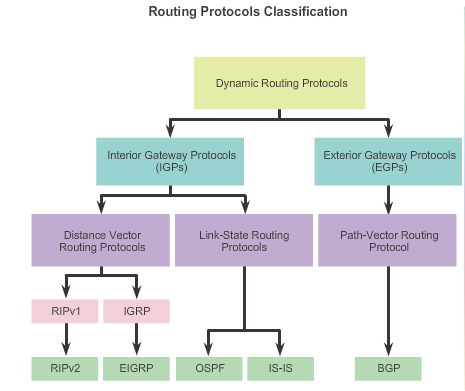 Routing Protocols Classification
Dynamic Routing Protocols
Interior Gateway Protocols
(IGPs)
Exterior Gateway Protocols
(EGPs)
Distance Vector
Routing Protocols
Link-State Routing
Protocols
Path-Vector Routing
Protocol
RIPv1
IGRP
RIPv2
EIGRP
OSPF
IS-IS
BGP